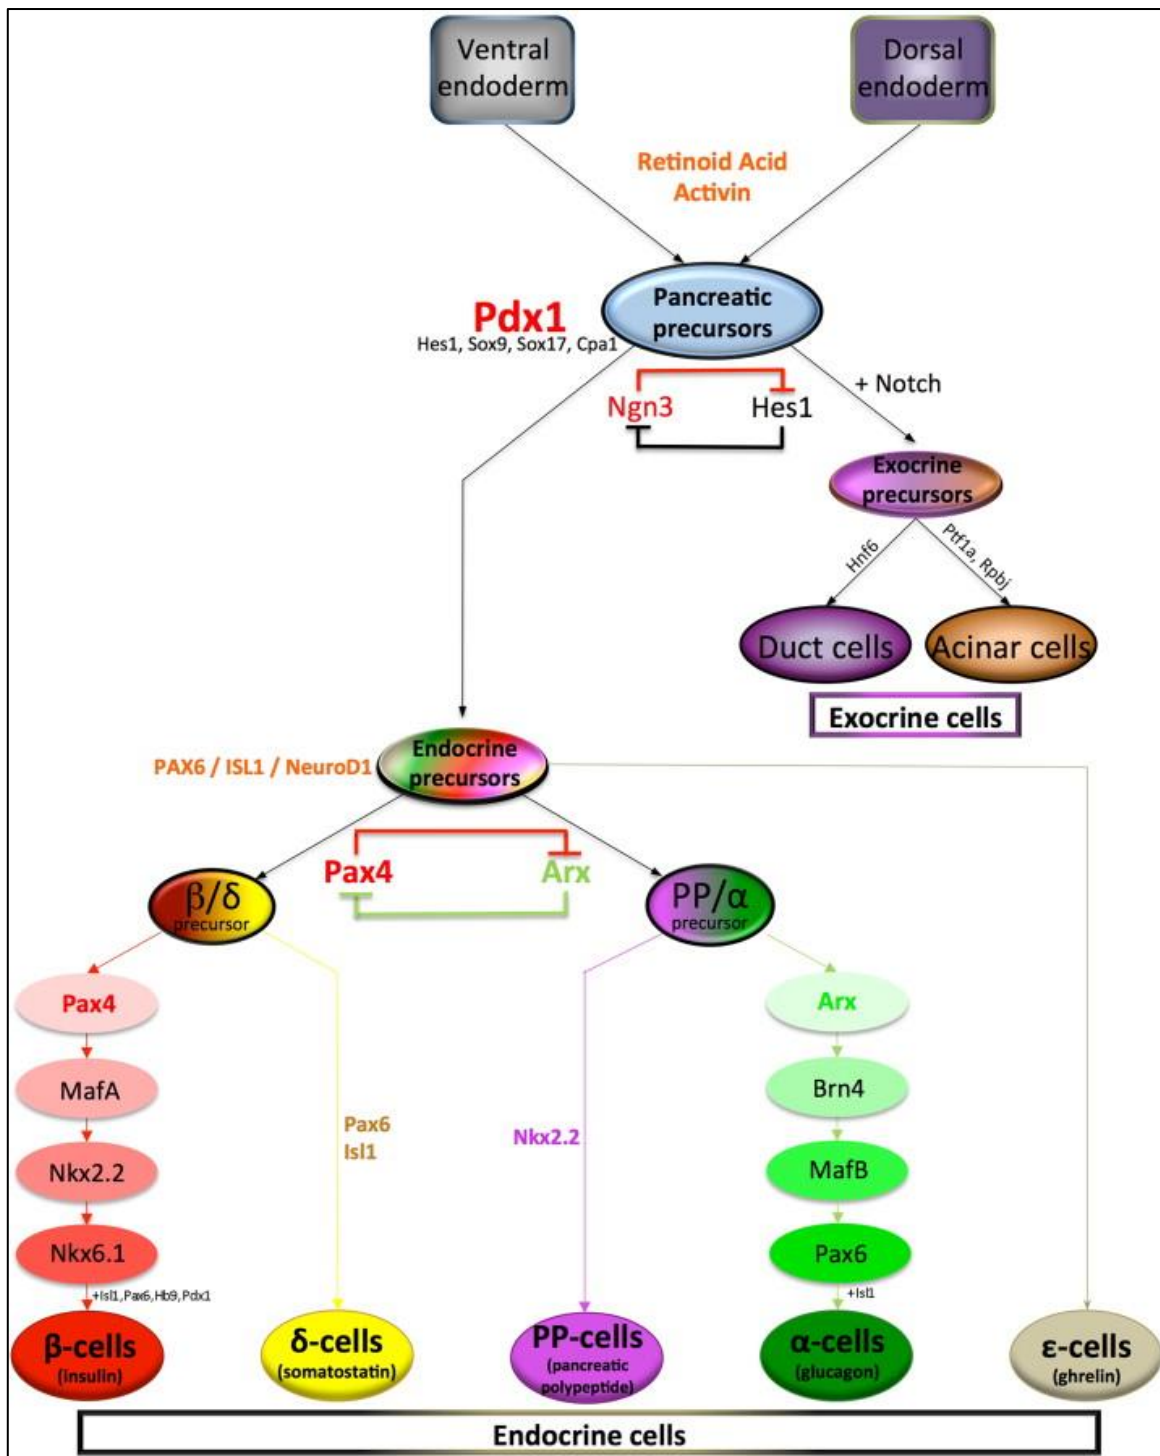 Ventral
endoderm
Dorsal
endoderm
Retinoid Acid
Activin
Pancreatic
precursors
Pdx1
Hes1, Sox9, Sox17, Cpa1
+ Notch
Ngn3
Hes1
Exocrine
precursors
Hnf6
Ptf1a, Rpbj
Duct cells
Acinar cells
Exocrine cells
Endocrine
precursors
PAX6 / ISL1 / NeuroD1
Pax4
Arx
β/δ
precursor
PP/α
precursor
Pax4
Arx
MafA
Brn4
Pax6
Isl1
Nkx2.2
Nkx2.2
MafB
Nkx6.1
Pax6
+Isl1,Pax6,Hb9,Pdx1
+Isl1
β-cells
(insulin)
δ-cells
(somatostatin)
PP-cells
(pancreatic
polypeptide)
α-cells
(glucagon)
ε-cells
(ghrelin)
Endocrine cells